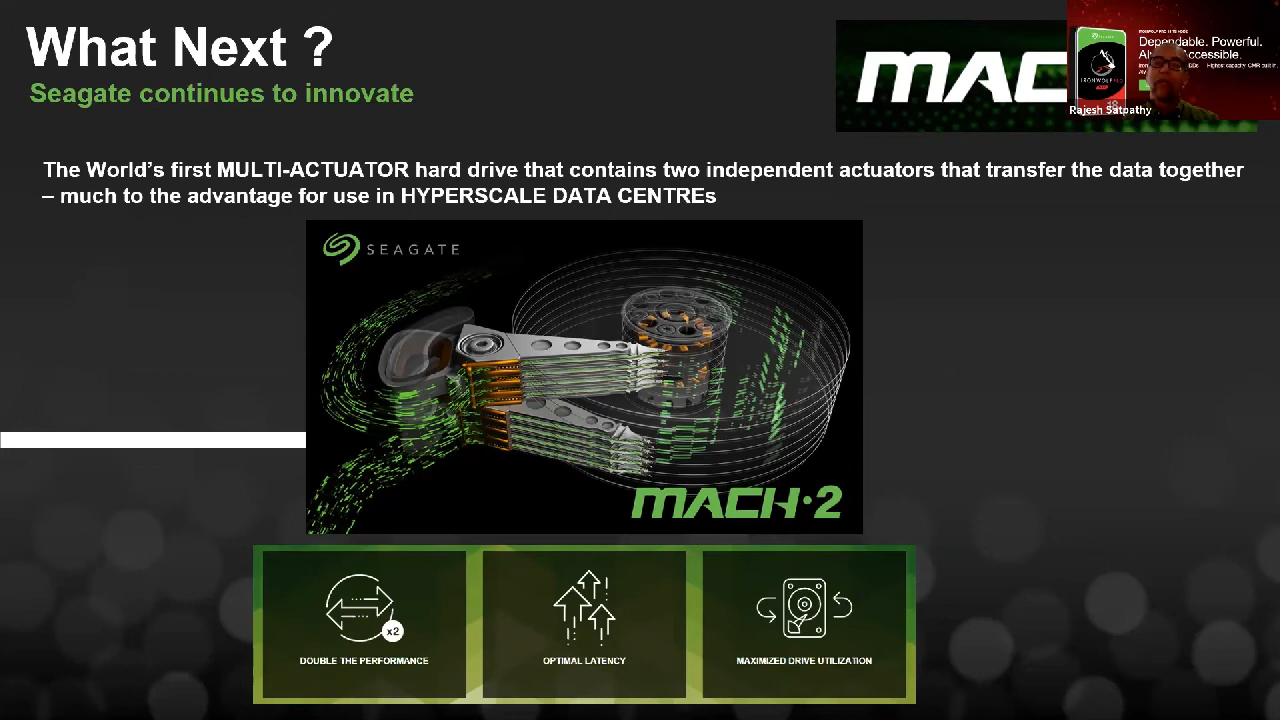 What Next ?
Seagate continues to innovate
MAC
Dependable. Powerful.
IRONWOLF
Rajesh Satpathy
The World's first MULTI-ACTUATOR hard drive that contains two independent actuators that transfer the data together
– much to the advantage for use in HYPERSCALE DATA CENTREs
SEAGATE
MACH·2
x2
DOUBLE THE PERFORMANCE
OPTIMAL LATENCY
MAXIMIZED DRIVE UTILIZATION